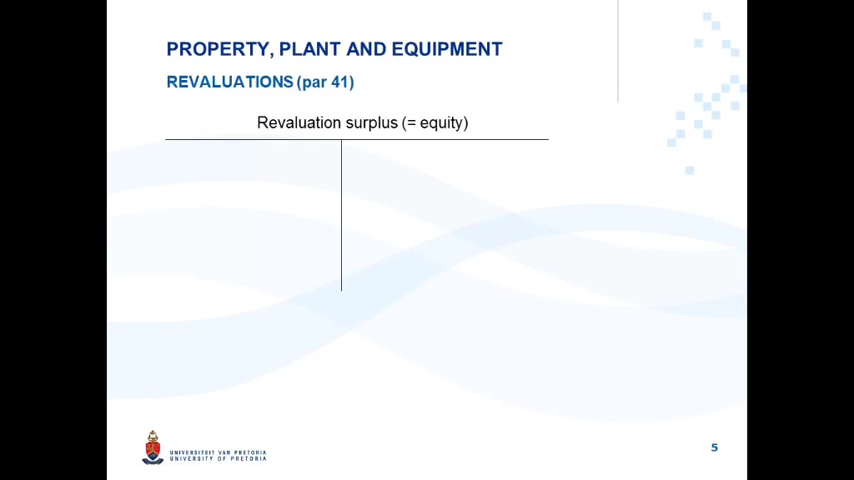 PROPERTY, PLANT AND EQUIPMENT
REVALUATIONS (par 41)
Revaluation surplus (= equity)
UNIVERSITEIT VAN PRETORIA
UNIVERSITY OF PRETORIA
5